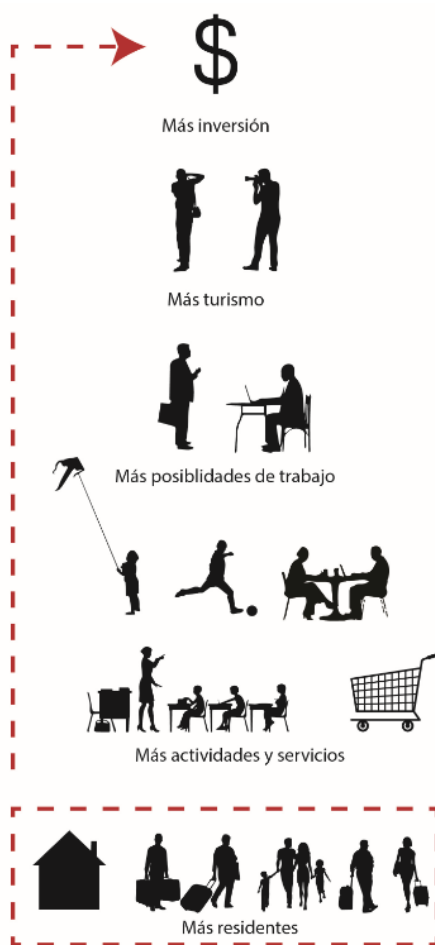 $
Más inversión
Más turismo
Más posiblidades de trabajo
Más actividades y servicios
Más residentes